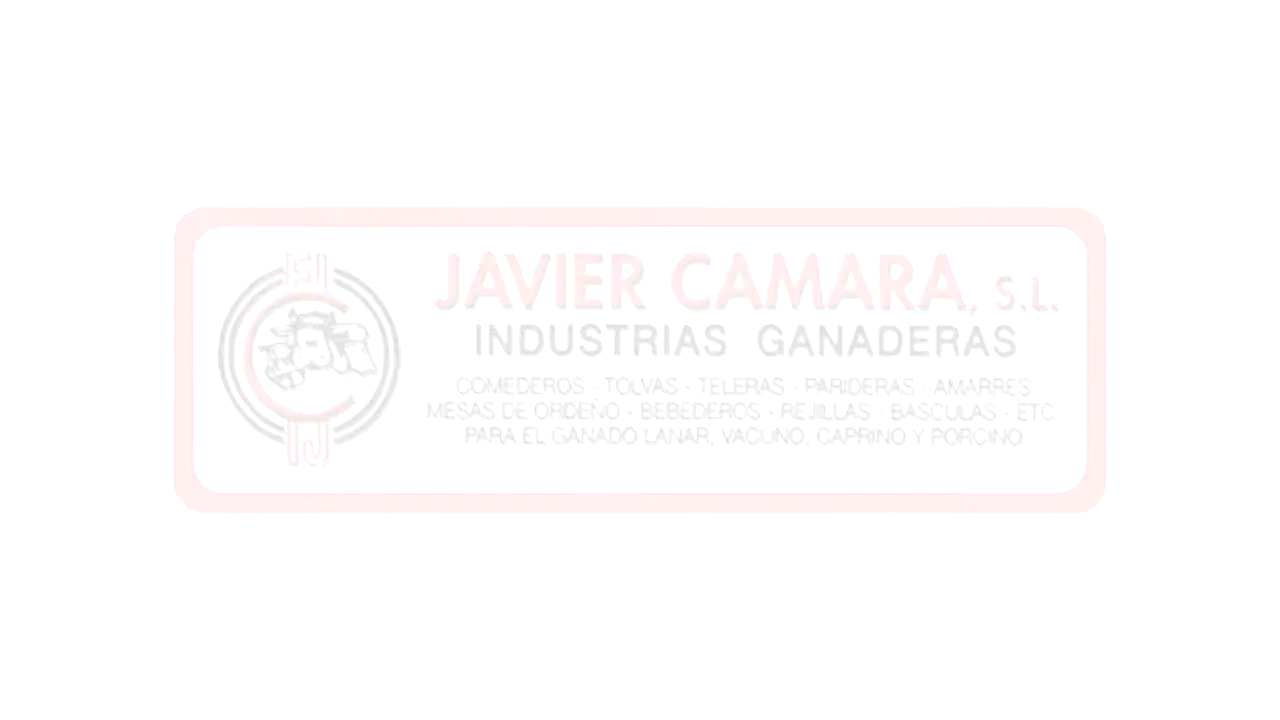 JAVIER CAMARA, S.L.
INDUSTRIAS GANADERAS
COMEDEROS · TOLVAS · TELERAS · PARIDERAS · AMARRES
MESAS DE ORDEÑO · BEBEDEROS · REJILLAS · BASCULAS · ETC
PARA EL GANADO LANAR, VACUNO, CAPRINO Y PORCINO